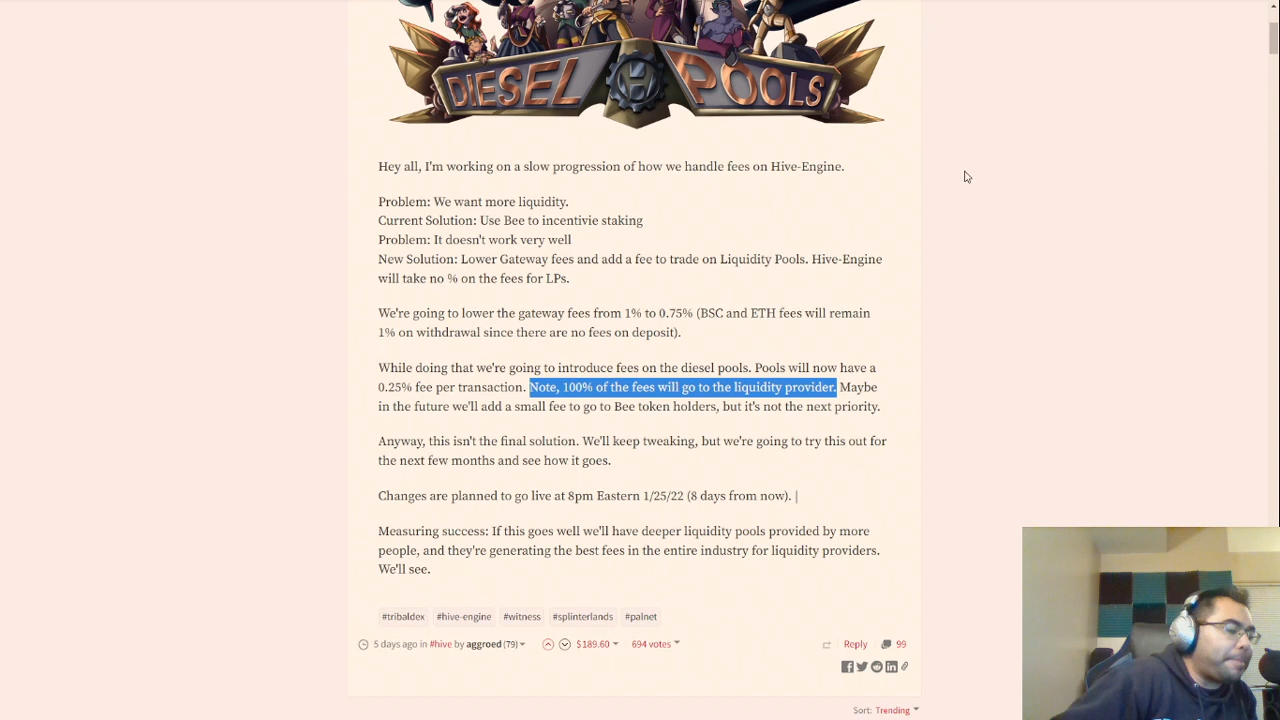 DIESEL POOLS
Hey all, I'm working on a slow progression of how we handle fees on Hive-Engine.
Problem: We want more liquidity.
Current Solution: Use Bee to incentivie staking
Problem: It doesn't work very well
New Solution: Lower Gateway fees and add a fee to trade on Liquidity Pools. Hive-Engine
will take no % on the fees for LPs.
We're going to lower the gateway fees from 1% to 0.75% (BSC and ETH fees will remain
1% on withdrawal since there are no fees on deposit).
While doing that we're going to introduce fees on the diesel pools. Pools will now have a
0.25% fee per transaction. Note, 100% of the fees will go to the liquidity provider. Maybe
in the future we'll add a small fee to go to Bee token holders, but it's not the next priority.
Anyway, this isn't the final solution. We'll keep tweaking, but we're going to try this out for
the next few months and see how it goes.
Changes are planned to go live at 8pm Eastern 1/25/22 (8 days from now). |
Measuring success: If this goes well we'll have deeper liquidity pools provided by more
people, and they're generating the best fees in the entire industry for liquidity providers.
We'll see.
#tribaldex #hive-engine #witness #splinterlands #palnet
5 days ago in #hive by aggroed (79) $189.60 694 votes Reply 99
Sort: Trending